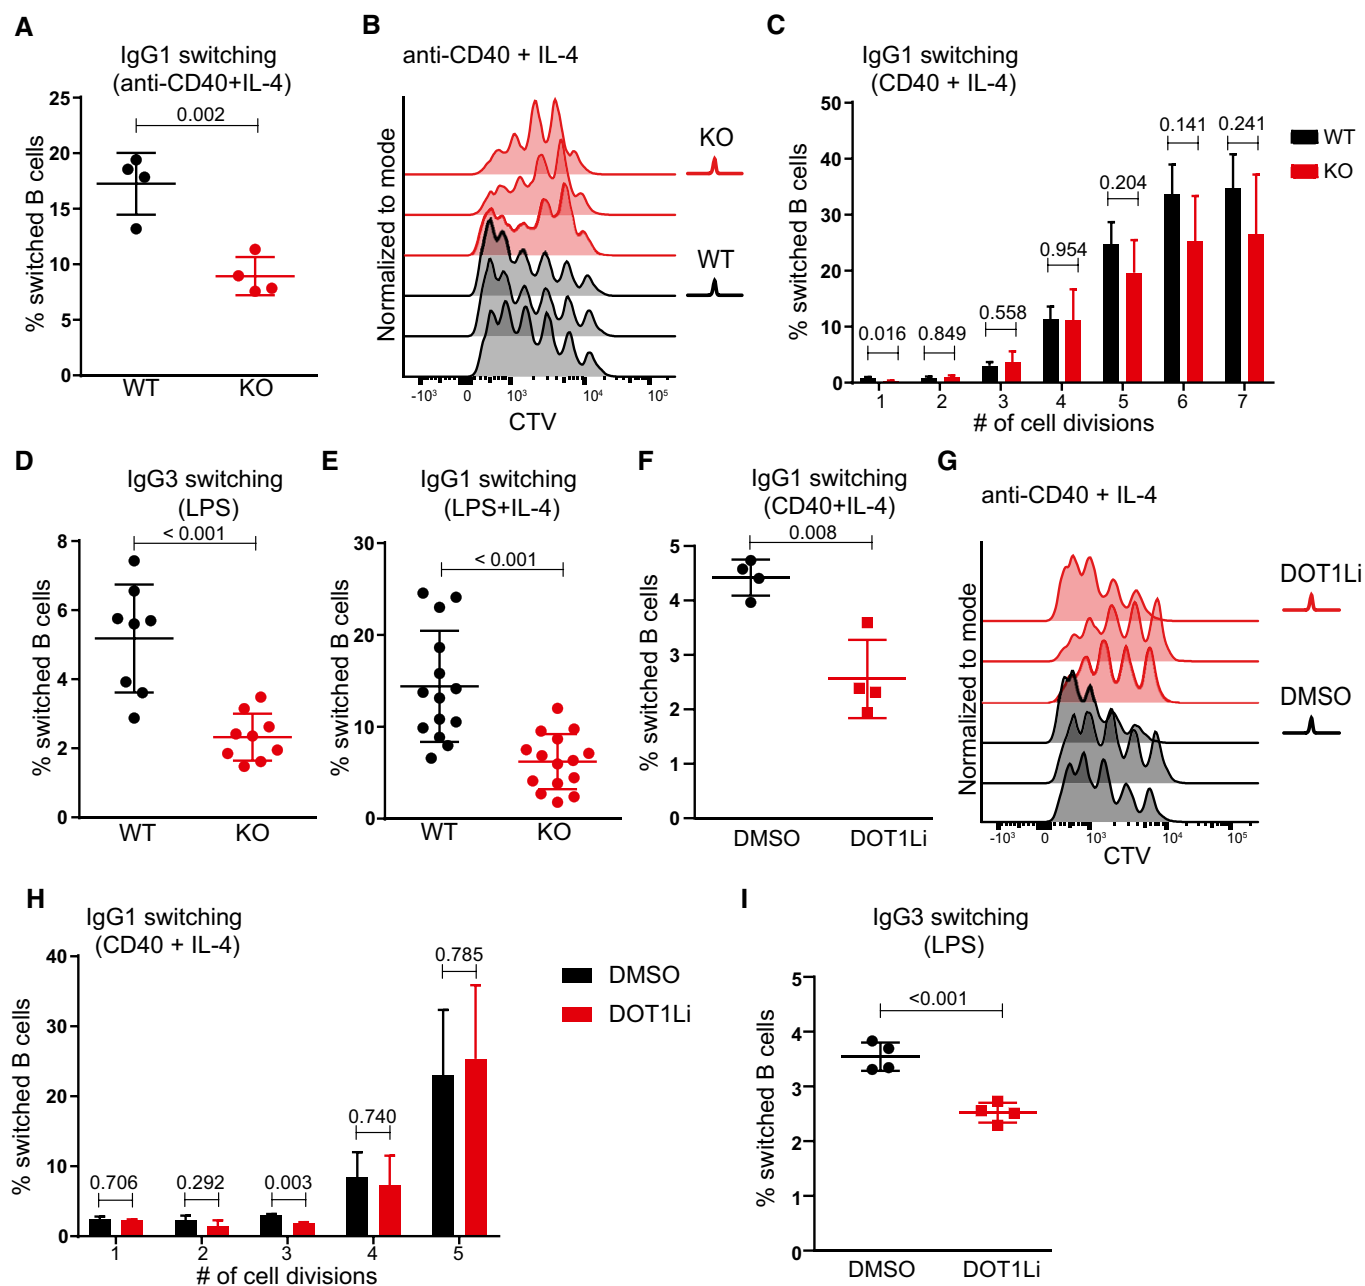 A
IgG1 switching
(anti-CD40+IL-4)
% switched B cells
25
20
15
10
5
0
0.002
WT
KO
B
anti-CD40 + IL-4
Normalized to mode
KO
WT
-10³
0
10³
10⁴
10⁵
CTV
C
IgG1 switching
(CD40 + IL-4)
% switched B cells
50
40
30
20
10
0
0.016
0.849
0.558
0.954
0.204
0.141
0.241
WT
KO
1
2
3
4
5
6
7
# of cell divisions
D
IgG3 switching
(LPS)
% switched B cells
8
6
4
2
0
< 0.001
WT
KO
E
IgG1 switching
(LPS+IL-4)
% switched B cells
30
20
10
0
< 0.001
WT
KO
F
IgG1 switching
(CD40+IL-4)
% switched B cells
5
4
3
2
1
0
0.008
DMSO
DOT1Li
G
anti-CD40 + IL-4
Normalized to mode
DOT1Li
DMSO
-10³
0
10³
10⁴
10⁵
CTV
H
IgG1 switching
(CD40 + IL-4)
% switched B cells
40
30
20
10
0
0.706
0.292
0.003
0.740
0.785
DMSO
DOT1Li
1
2
3
4
5
# of cell divisions
I
IgG3 switching
(LPS)
% switched B cells
5
4
3
2
1
0
<0.001
DMSO
DOT1Li